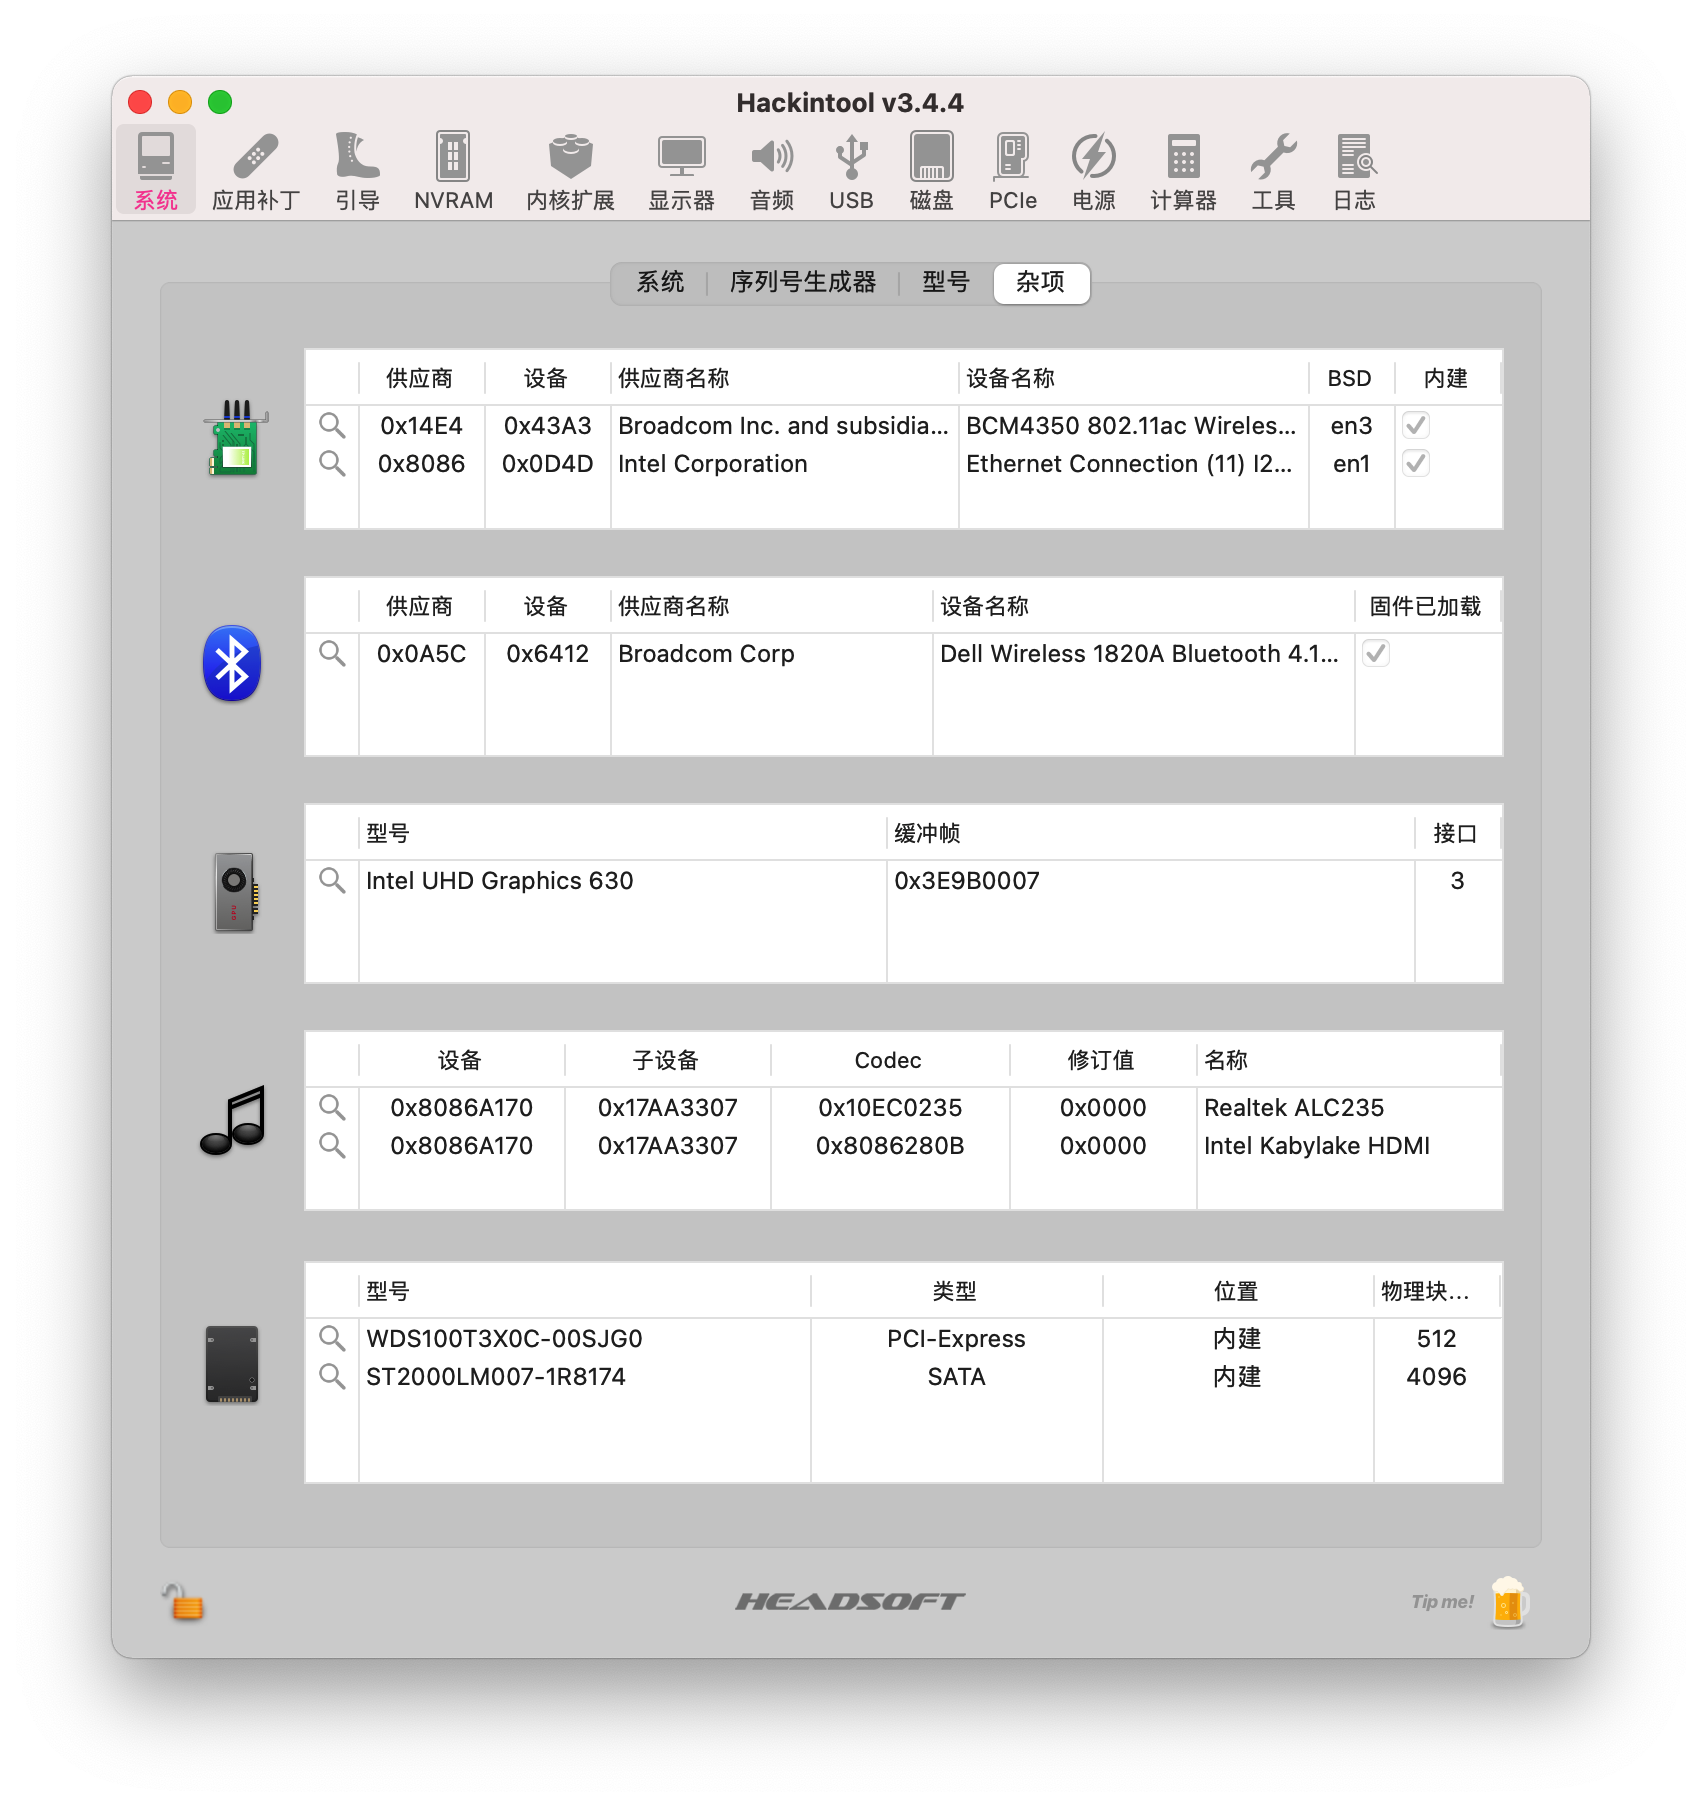 Hackintool v3.4.4
系统 应用补丁 引导 NVRAM 内核扩展 显示器 音频 USB 磁盘 PCIe 电源 计算器 工具 日志
系统 序列号生成器 型号 杂项
供应商 设备 供应商名称 设备名称 BSD 内建
0x14E4 0x43A3 Broadcom Inc. and subsidia... BCM4350 802.11ac Wireles... en3
0x8086 0x0D4D Intel Corporation Ethernet Connection (11) I2... en1
供应商 设备 供应商名称 设备名称 固件已加载
0x0A5C 0x6412 Broadcom Corp Dell Wireless 1820A Bluetooth 4.1...
型号 缓冲帧 接口
Intel UHD Graphics 630 0x3E9B0007 3
设备 子设备 Codec 修订值 名称
0x8086A170 0x17AA3307 0x10EC0235 0x0000 Realtek ALC235
0x8086A170 0x17AA3307 0x8086280B 0x0000 Intel Kabylake HDMI
型号 类型 位置 物理块...
WDS100T3X0C-00SJG0 PCI-Express 内建 512
ST2000LM007-1R8174 SATA 内建 4096
HEADSOFT Tip me!